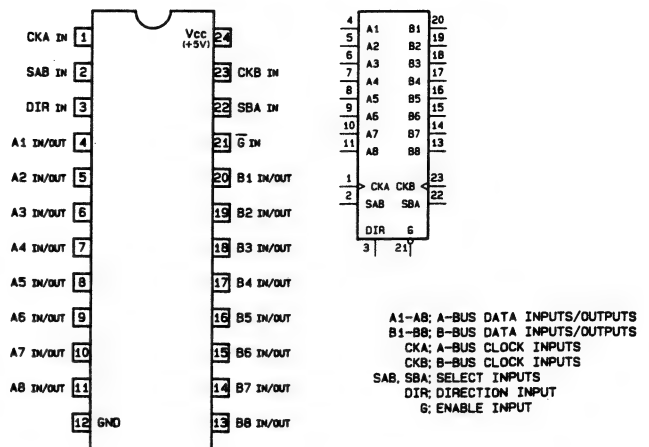 CKA IN 1
SAB IN 2
DIR IN 3
A1 IN/OUT 4
A2 IN/OUT 5
A3 IN/OUT 6
A4 IN/OUT 7
A5 IN/OUT 8
A6 IN/OUT 9
A7 IN/OUT 10
A8 IN/OUT 11
12 GND
Vcc 24
(+5V)
23 CKB IN
22 SBA IN
21 G̅ IN
20 B1 IN/OUT
19 B2 IN/OUT
18 B3 IN/OUT
17 B4 IN/OUT
16 B5 IN/OUT
15 B6 IN/OUT
14 B7 IN/OUT
13 B8 IN/OUT
4 A1 B1 20
5 A2 B2 19
6 A3 B3 18
7 A4 B4 17
8 A5 B5 16
9 A6 B6 15
10 A7 B7 14
11 A8 B8 13
1 CKA CKB 23
2 SAB SBA 22
DIR G
3 21
A1-A8; A-BUS DATA INPUTS/OUTPUTS
B1-B8; B-BUS DATA INPUTS/OUTPUTS
CKA; A-BUS CLOCK INPUTS
CKB; B-BUS CLOCK INPUTS
SAB, SBA; SELECT INPUTS
DIR; DIRECTION INPUT
G; ENABLE INPUT